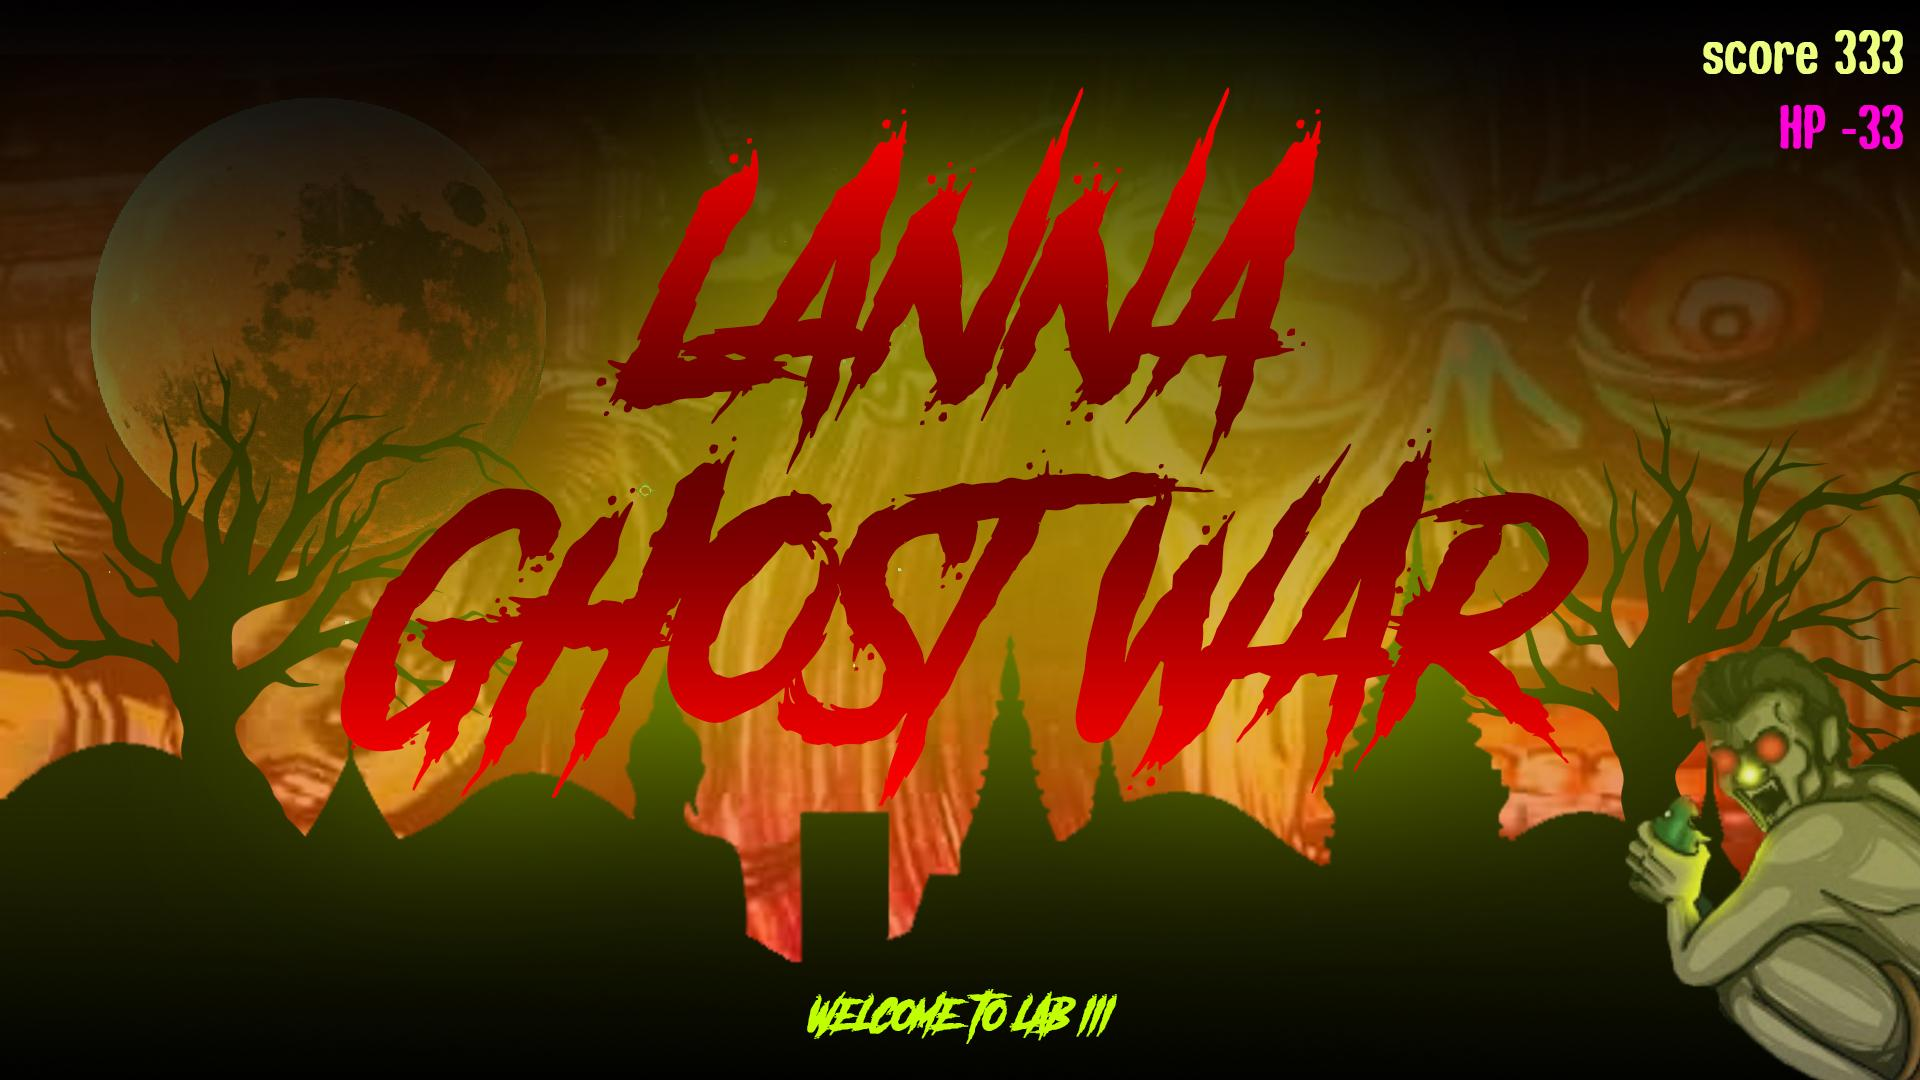 score 333
HP -33
LANNA
GHOST WAR
WELCOME TO LAB III